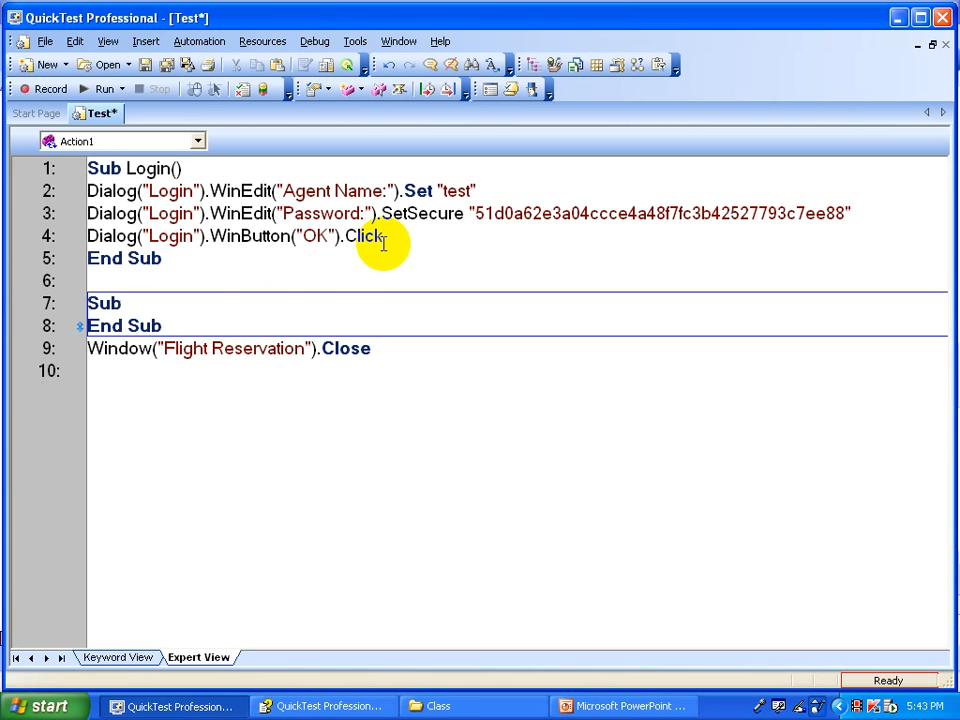 QuickTest Professional - [Test*]
File Edit View Insert Automation Resources Debug Tools Window Help
New Open
Record Run Stop
Start Page Test*
Action1
1: Sub Login()
2: Dialog("Login").WinEdit("Agent Name:").Set "test"
3: Dialog("Login").WinEdit("Password:").SetSecure "51d0a62e3a04ccce4a48f7fc3b42527793c7ee88"
4: Dialog("Login").WinButton("OK").Click
5: End Sub
6:
7: Sub
8: End Sub
9: Window("Flight Reservation").Close
10:
Keyword View Expert View
Ready
start QuickTest Professional... QuickTest Professional... Class Microsoft PowerPoint ... 5:43 PM